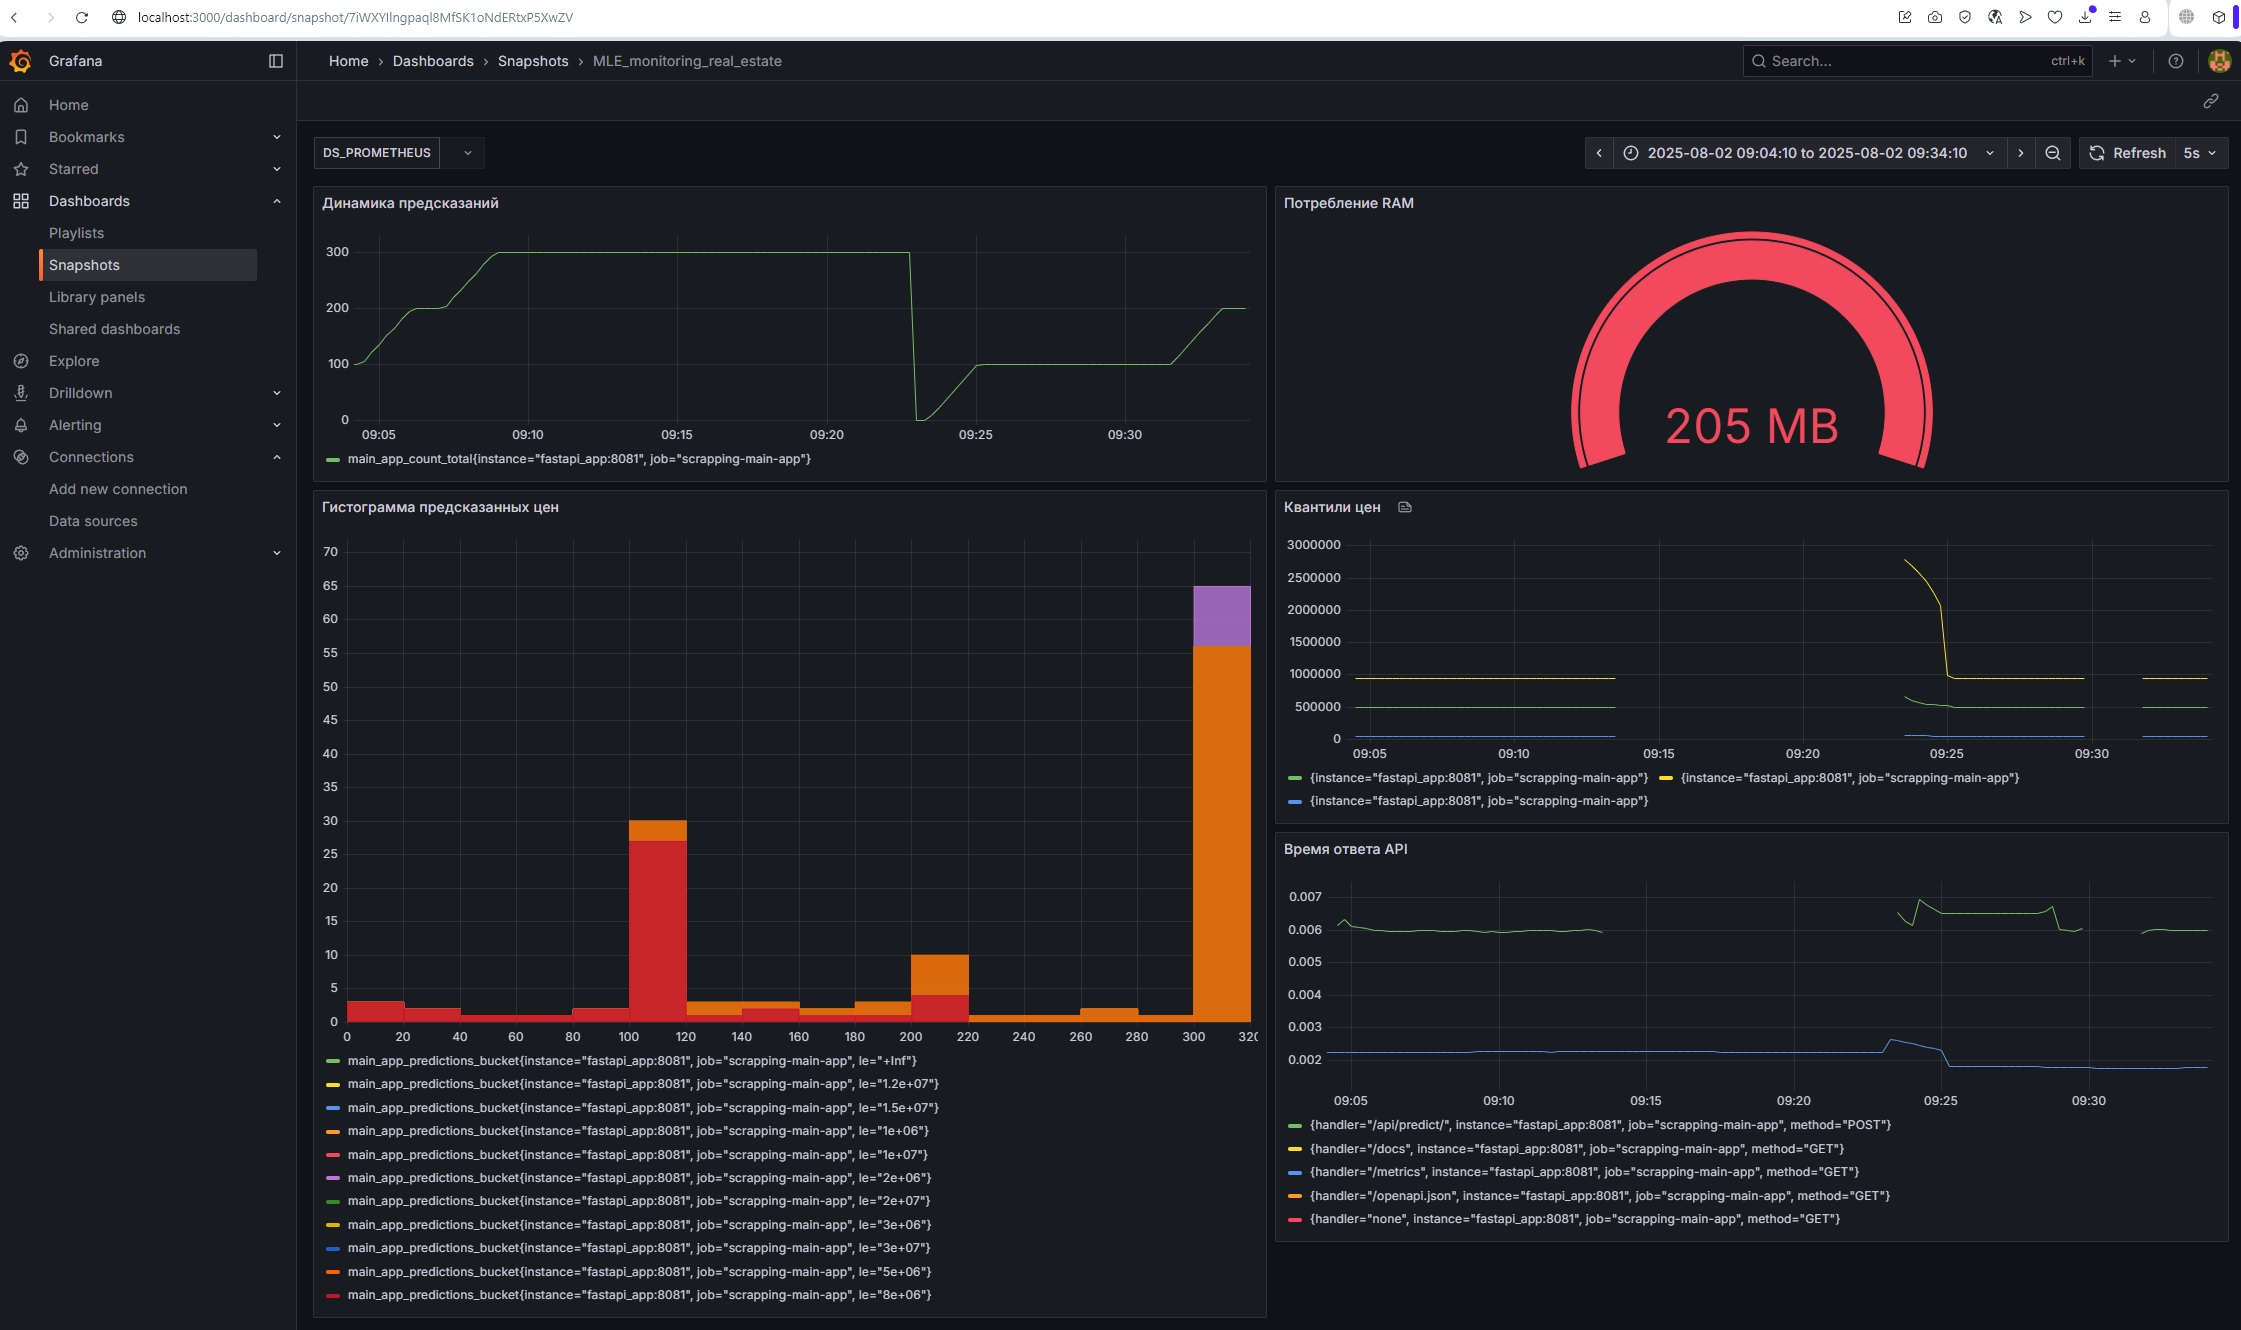 localhost:3000/dashboard/snapshot/7iWXYIlngpaql8MfSK1oNdERtxP5XwZV
Grafana
Home › Dashboards › Snapshots › MLE_monitoring_real_estate
Search...
ctrl+k
Home
Bookmarks
Starred
Dashboards
Playlists
Snapshots
Library panels
Shared dashboards
Explore
Drilldown
Alerting
Connections
Add new connection
Data sources
Administration
DS_PROMETHEUS
2025-08-02 09:04:10 to 2025-08-02 09:34:10
Refresh 5s
Динамика предсказаний
300
200
100
0
09:05 09:10 09:15 09:20 09:25 09:30
main_app_count_total{instance="fastapi_app:8081", job="scrapping-main-app"}
Потребление RAM
205 MB
Гистограмма предсказанных цен
70
65
60
55
50
45
40
35
30
25
20
15
10
5
0
0 20 40 60 80 100 120 140 160 180 200 220 240 260 280 300 320
main_app_predictions_bucket{instance="fastapi_app:8081", job="scrapping-main-app", le="+Inf"}
main_app_predictions_bucket{instance="fastapi_app:8081", job="scrapping-main-app", le="1.2e+07"}
main_app_predictions_bucket{instance="fastapi_app:8081", job="scrapping-main-app", le="1.5e+07"}
main_app_predictions_bucket{instance="fastapi_app:8081", job="scrapping-main-app", le="1e+06"}
main_app_predictions_bucket{instance="fastapi_app:8081", job="scrapping-main-app", le="1e+07"}
main_app_predictions_bucket{instance="fastapi_app:8081", job="scrapping-main-app", le="2e+06"}
main_app_predictions_bucket{instance="fastapi_app:8081", job="scrapping-main-app", le="2e+07"}
main_app_predictions_bucket{instance="fastapi_app:8081", job="scrapping-main-app", le="3e+06"}
main_app_predictions_bucket{instance="fastapi_app:8081", job="scrapping-main-app", le="3e+07"}
main_app_predictions_bucket{instance="fastapi_app:8081", job="scrapping-main-app", le="5e+06"}
main_app_predictions_bucket{instance="fastapi_app:8081", job="scrapping-main-app", le="8e+06"}
Квантили цен
3000000
2500000
2000000
1500000
1000000
500000
0
09:05 09:10 09:15 09:20 09:25 09:30
{instance="fastapi_app:8081", job="scrapping-main-app"} {instance="fastapi_app:8081", job="scrapping-main-app"}
{instance="fastapi_app:8081", job="scrapping-main-app"}
Время ответа API
0.007
0.006
0.005
0.004
0.003
0.002
09:05 09:10 09:15 09:20 09:25 09:30
{handler="/api/predict/", instance="fastapi_app:8081", job="scrapping-main-app", method="POST"}
{handler="/docs", instance="fastapi_app:8081", job="scrapping-main-app", method="GET"}
{handler="/metrics", instance="fastapi_app:8081", job="scrapping-main-app", method="GET"}
{handler="/openapi.json", instance="fastapi_app:8081", job="scrapping-main-app", method="GET"}
{handler="none", instance="fastapi_app:8081", job="scrapping-main-app", method="GET"}